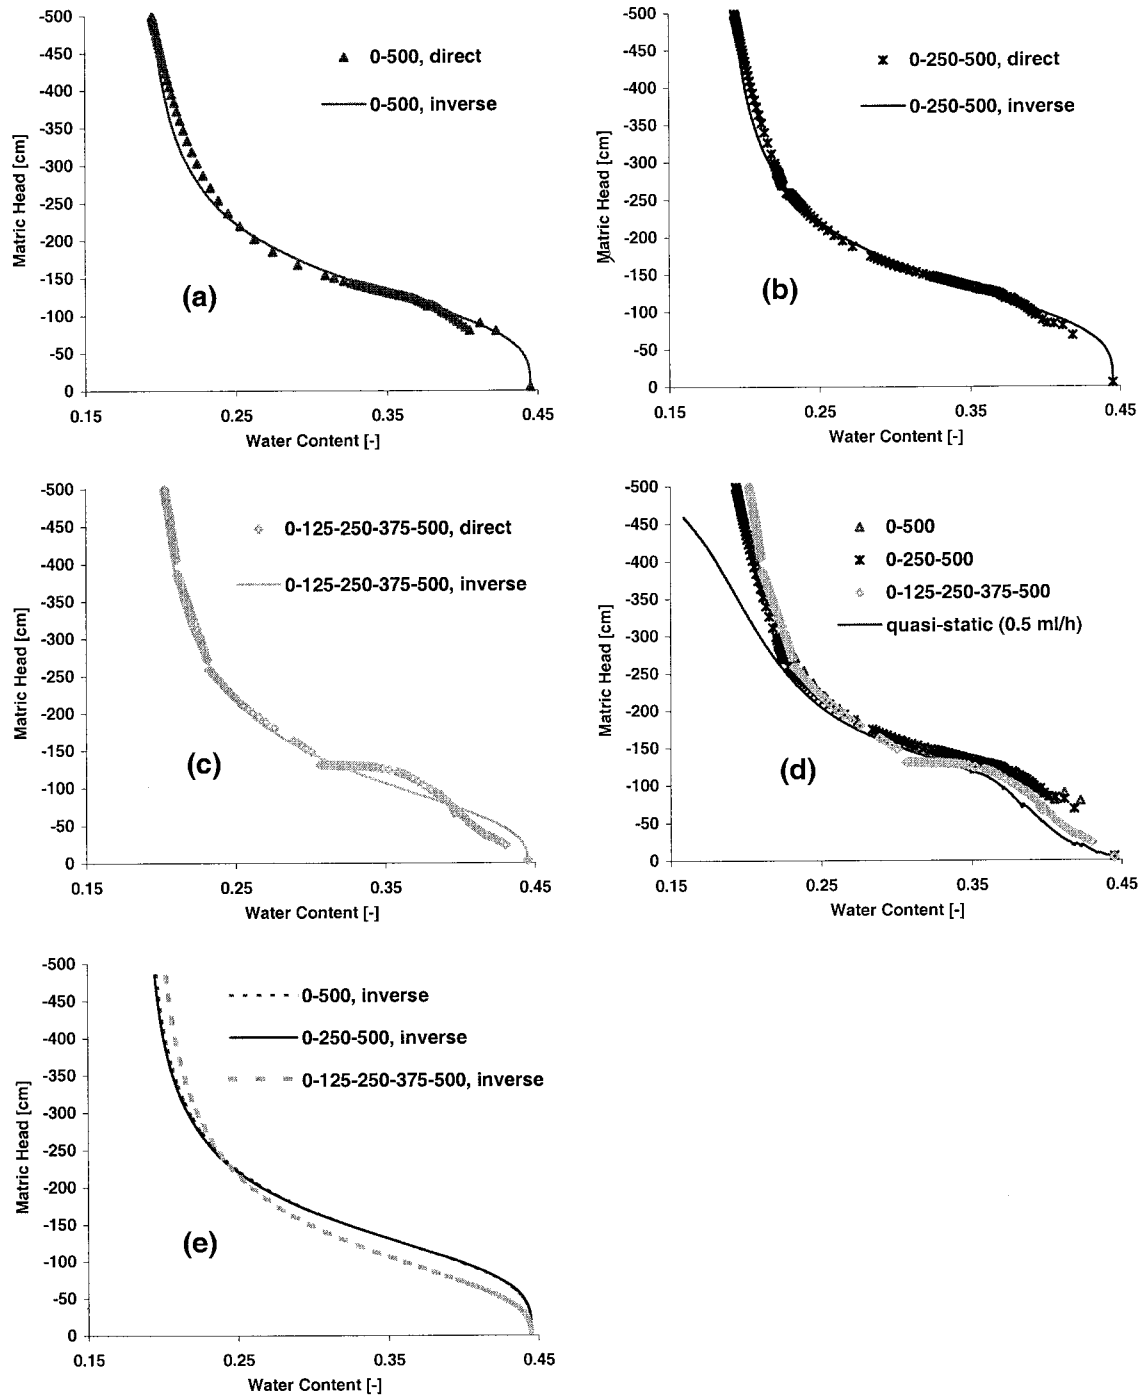 -500
-450
-400
-350
-300
-250
-200
-150
-100
-50
0
Matric Head [cm]
0-500, direct
0-500, inverse
(a)
0.15 0.25 0.35 0.45
Water Content [-]
-500
-450
-400
-350
-300
-250
-200
-150
-100
-50
0
Matric Head [cm]
0-250-500, direct
0-250-500, inverse
(b)
0.15 0.25 0.35 0.45
Water Content [-]
-500
-450
-400
-350
-300
-250
-200
-150
-100
-50
0
Matric Head [cm]
0-125-250-375-500, direct
0-125-250-375-500, inverse
(c)
0.15 0.25 0.35 0.45
Water Content [-]
-500
-450
-400
-350
-300
-250
-200
-150
-100
-50
0
Matric Head [cm]
0-500
0-250-500
0-125-250-375-500
quasi-static (0.5 ml/h)
(d)
0.15 0.25 0.35 0.45
Water Content [-]
-500
-450
-400
-350
-300
-250
-200
-150
-100
-50
0
Matric Head [cm]
0-500, inverse
0-250-500, inverse
0-125-250-375-500, inverse
(e)
0.15 0.25 0.35 0.45
Water Content [-]